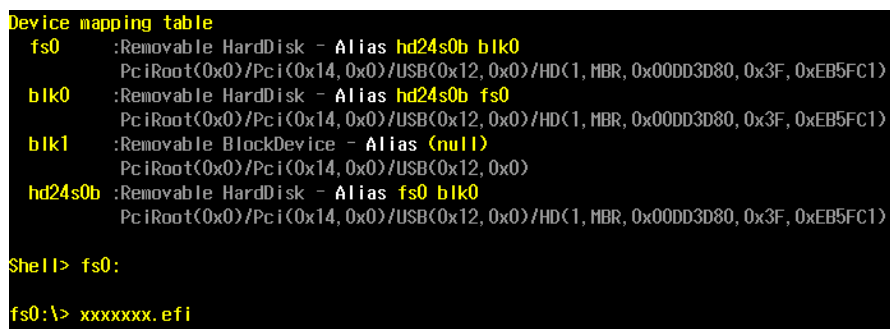 Device mapping table
fs0 :Removable HardDisk - Alias hd24s0b blk0
PciRoot(0x0)/Pci(0x14,0x0)/USB(0x12,0x0)/HD(1,MBR,0x00DD3D80,0x3F,0xEB5FC1)
blk0 :Removable HardDisk - Alias hd24s0b fs0
PciRoot(0x0)/Pci(0x14,0x0)/USB(0x12,0x0)/HD(1,MBR,0x00DD3D80,0x3F,0xEB5FC1)
blk1 :Removable BlockDevice - Alias (null)
PciRoot(0x0)/Pci(0x14,0x0)/USB(0x12,0x0)
hd24s0b :Removable HardDisk - Alias fs0 blk0
PciRoot(0x0)/Pci(0x14,0x0)/USB(0x12,0x0)/HD(1,MBR,0x00DD3D80,0x3F,0xEB5FC1)
Shell> fs0:
fs0:\> xxxxxxx.efi